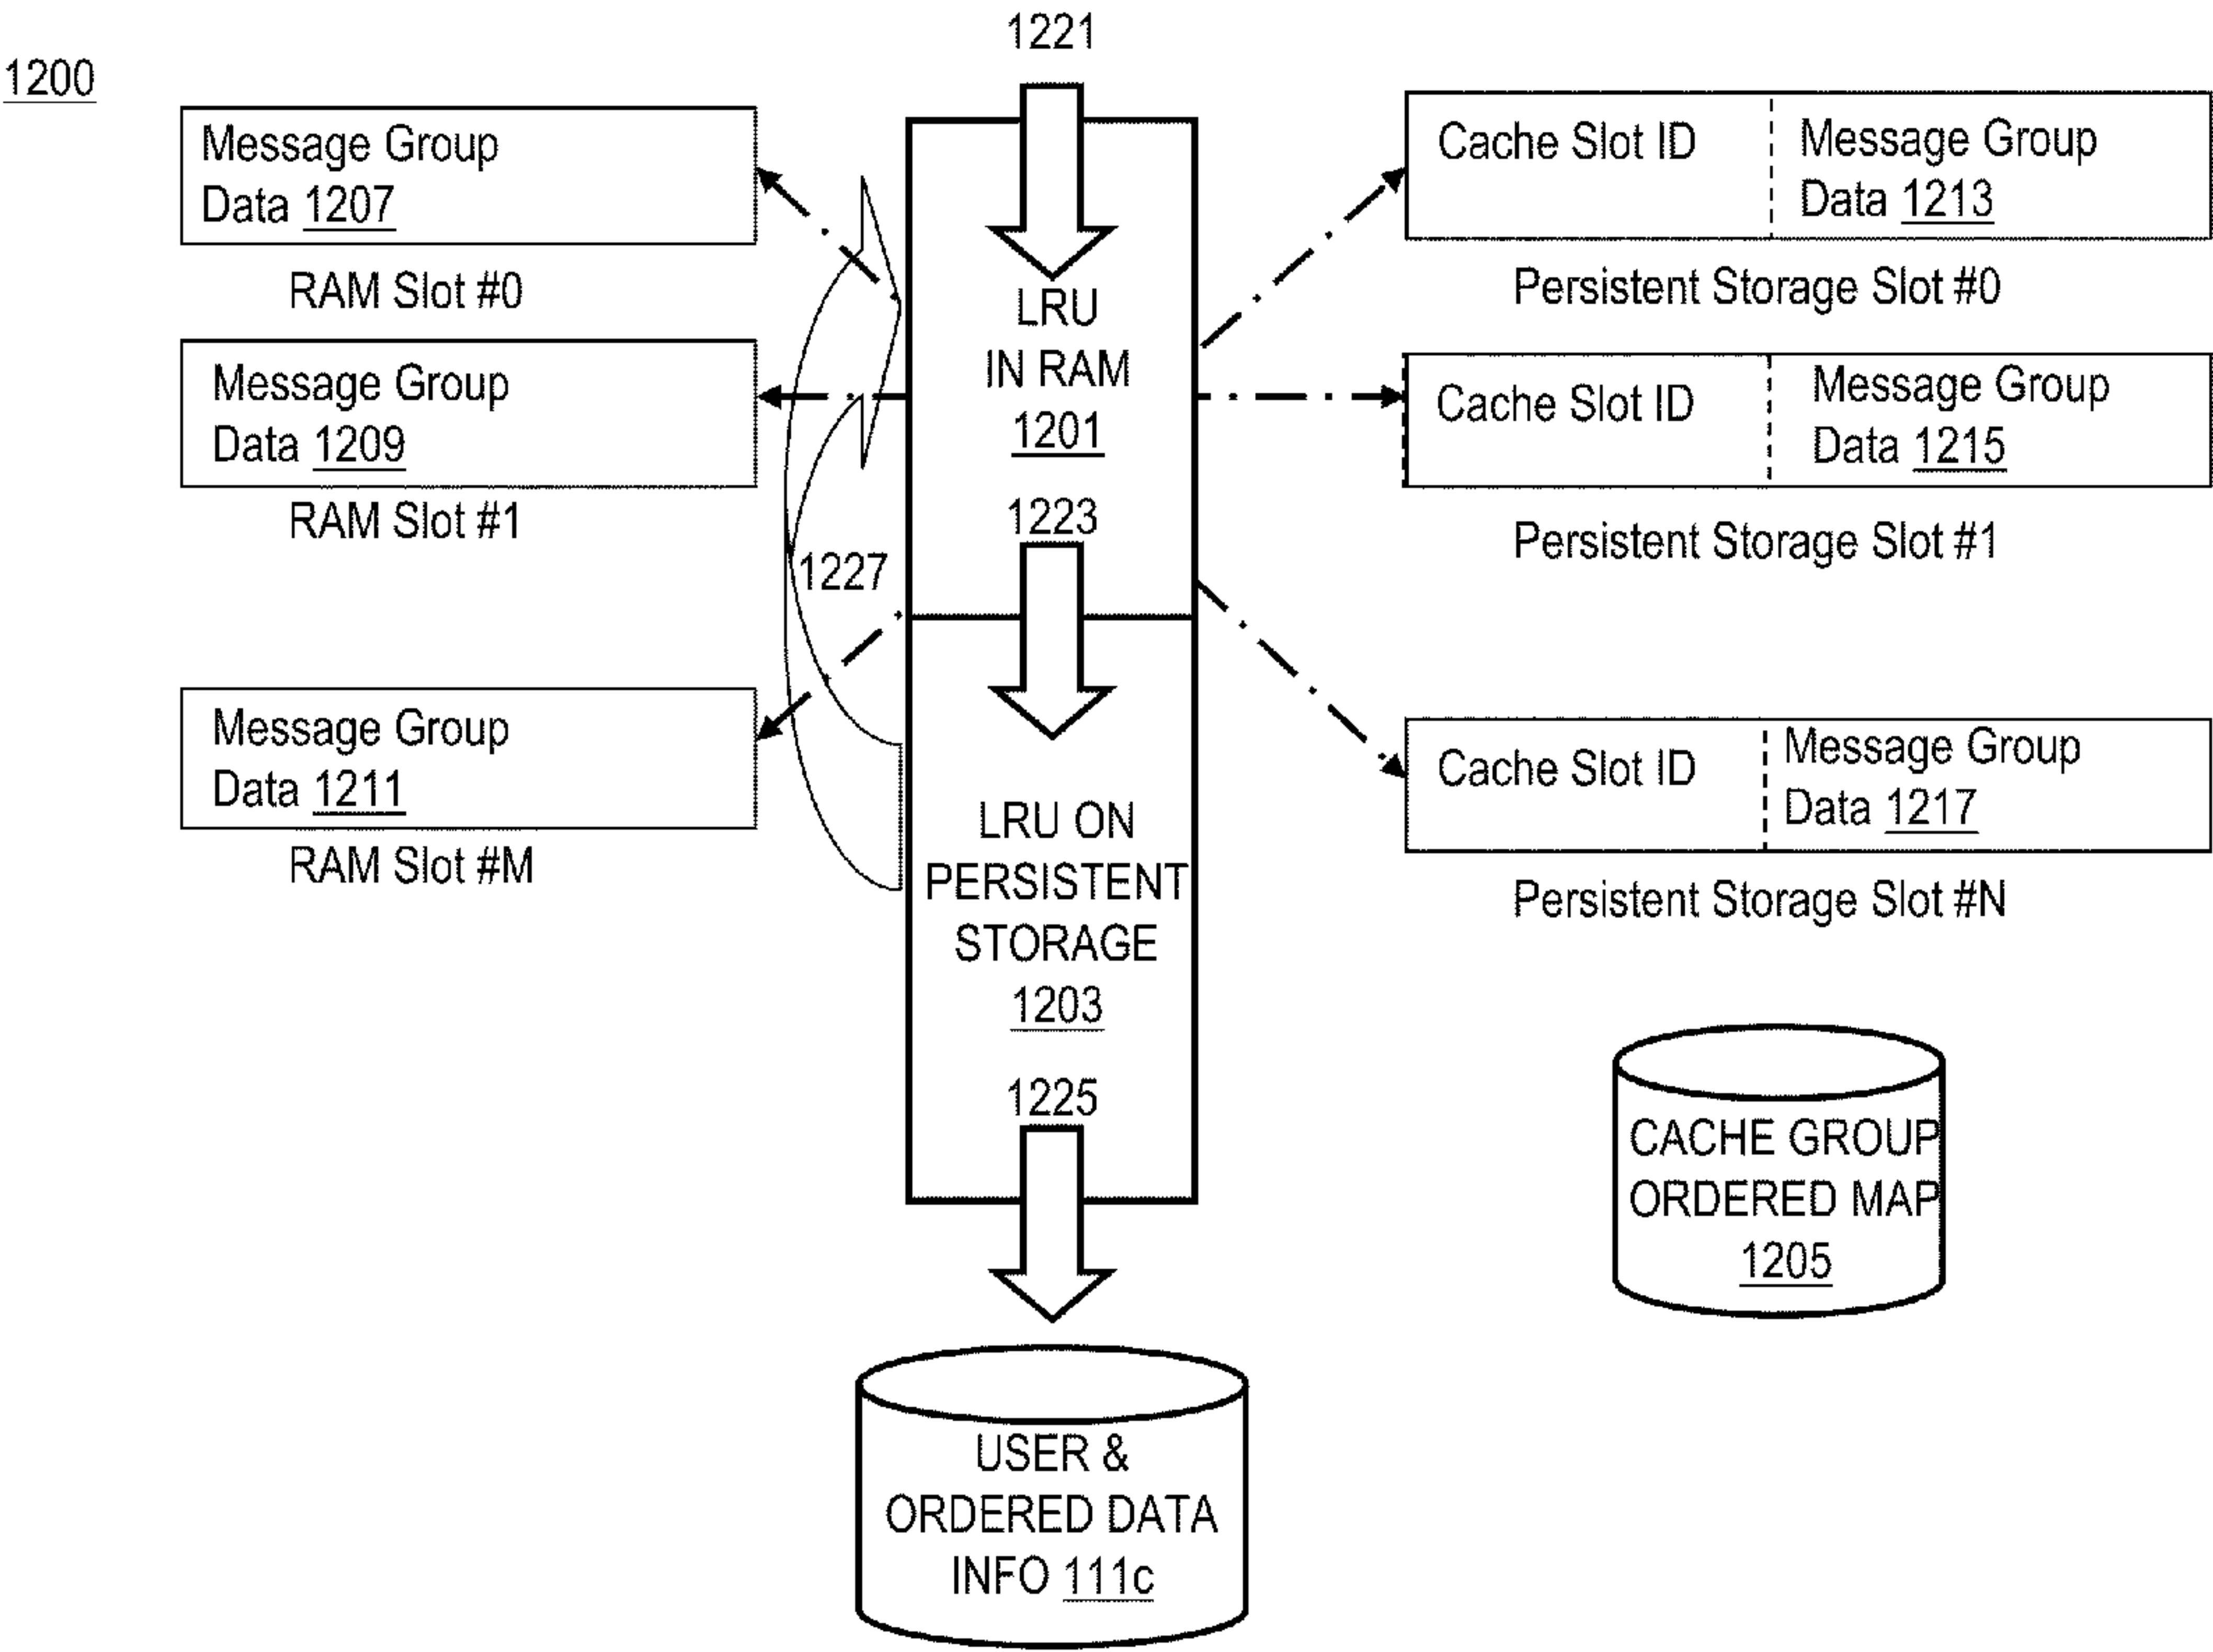 1221
1200
Message Group
Data 1207
RAM Slot #0
Message Group
Data 1209
RAM Slot #1
1227
Message Group
Data 1211
RAM Slot #M
LRU
IN RAM
1201
1223
LRU ON
PERSISTENT
STORAGE
1203
1225
USER &
ORDERED DATA
INFO 111c
Cache Slot ID
Message Group
Data 1213
Persistent Storage Slot #0
Cache Slot ID
Message Group
Data 1215
Persistent Storage Slot #1
Cache Slot ID
Message Group
Data 1217
Persistent Storage Slot #N
CACHE GROUP
ORDERED MAP
1205